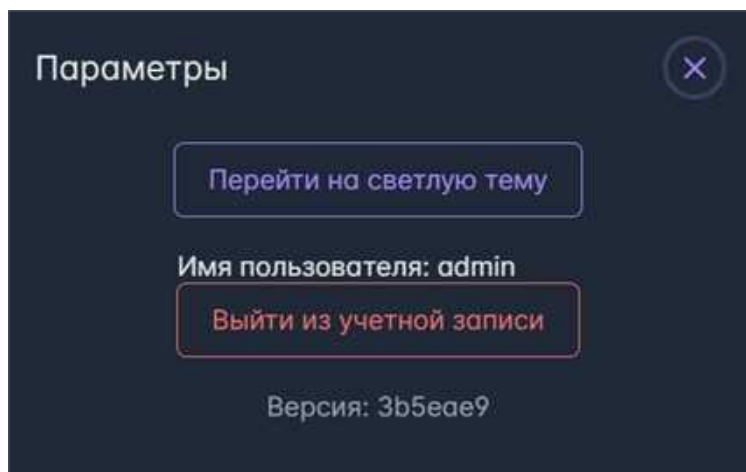 Параметры
Перейти на светлую тему
Имя пользователя: admin
Выйти из учетной записи
Версия: 3b5eae9